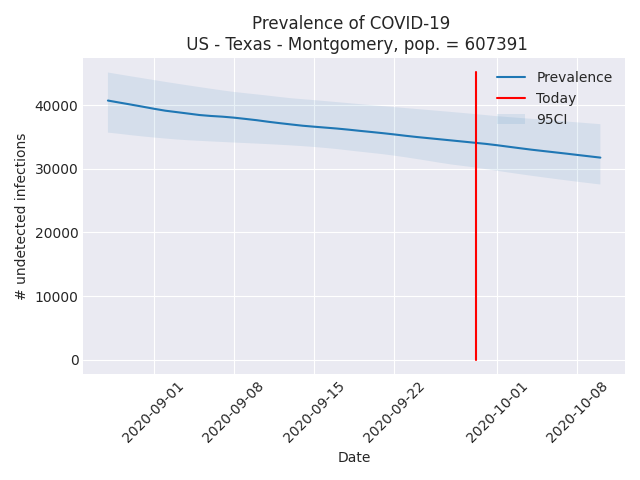 Prevalence of COVID-19
US - Texas - Montgomery, pop. = 607391
Prevalence
Today
95CI
# undetected infections
40000
30000
20000
10000
0
2020-09-01
2020-09-08
2020-09-15
2020-09-22
2020-10-01
2020-10-08
Date